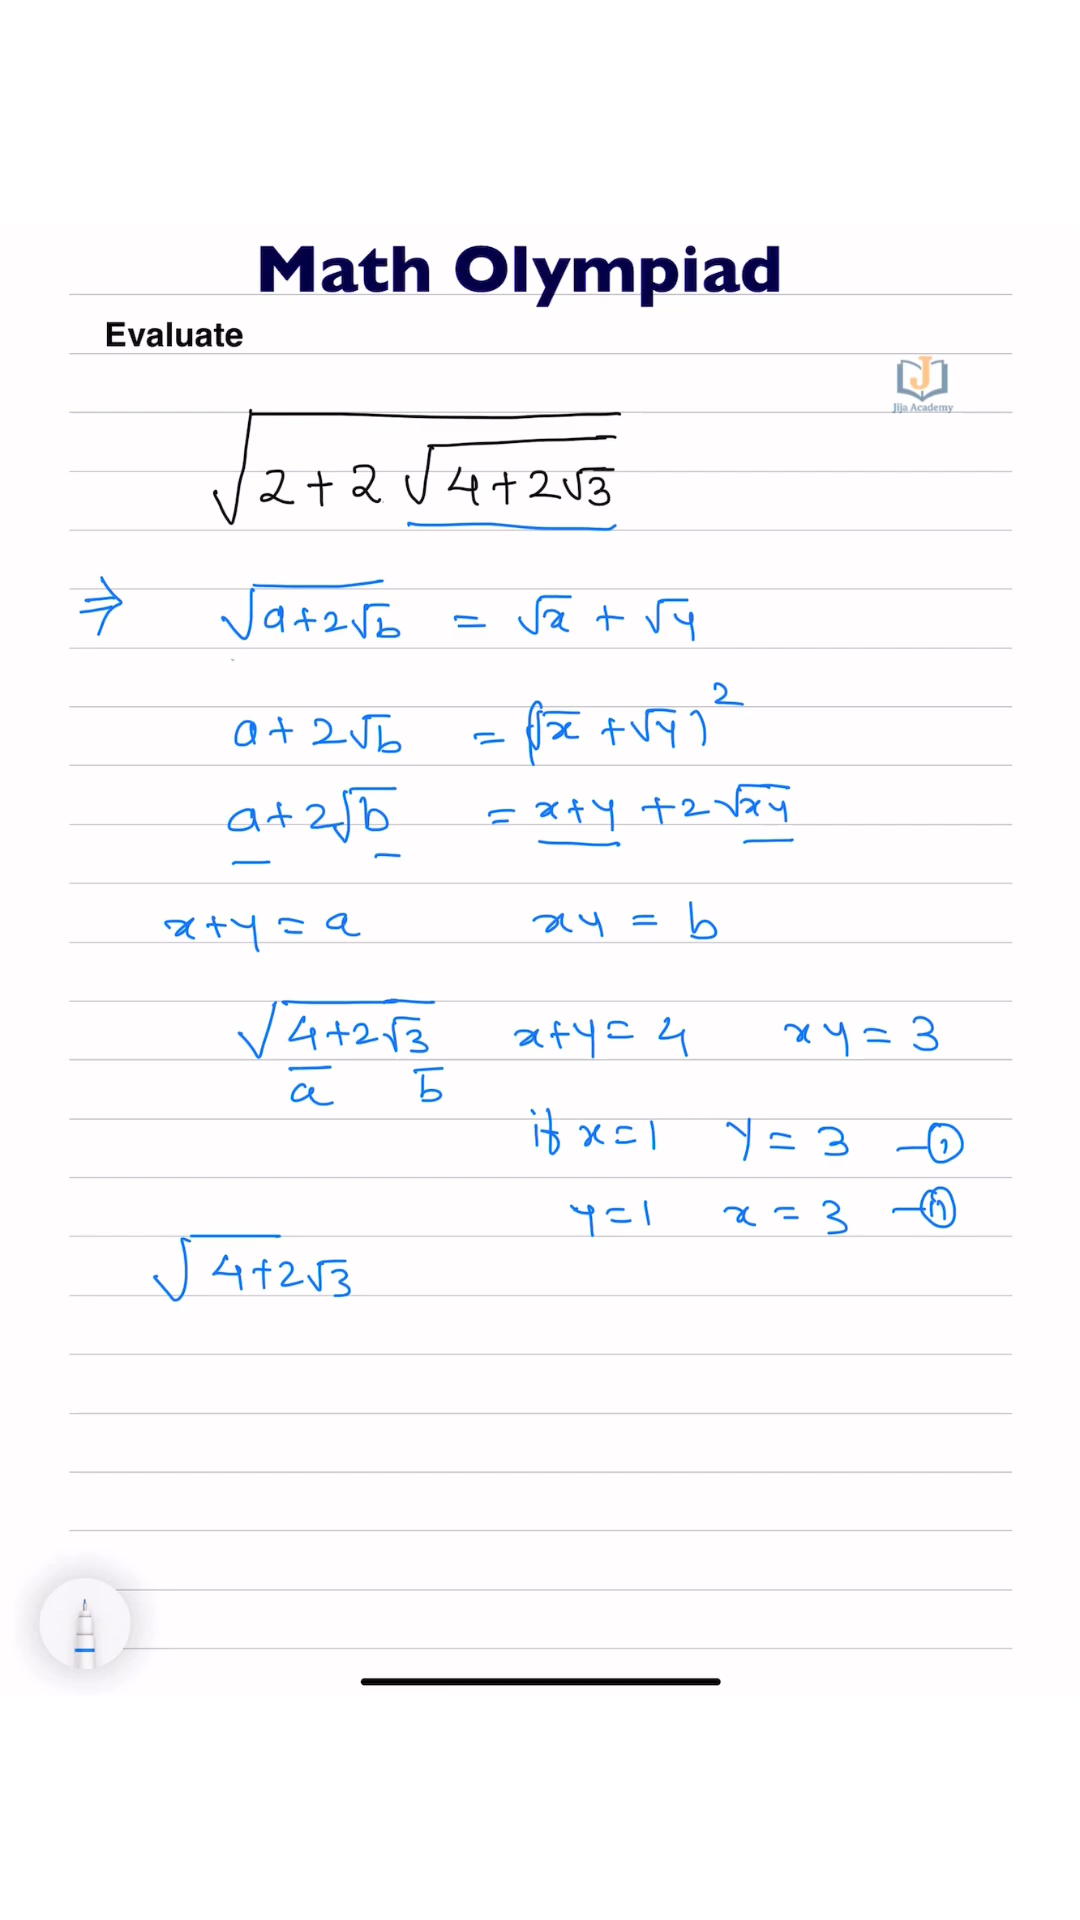 Math Olympiad
Evaluate
Jija Academy
√(2+2√(4+2√3))
⇒ √(a+2√b) = √x + √y
a+2√b = (√x +√y)²
a+2√b = x+y +2√xy
x+y = a xy = b
√(4+2√3) x+y = 4 xy = 3
a b
if x=1 y = 3 —①
y=1 x = 3 —ⓘⓘ
√4+2√3